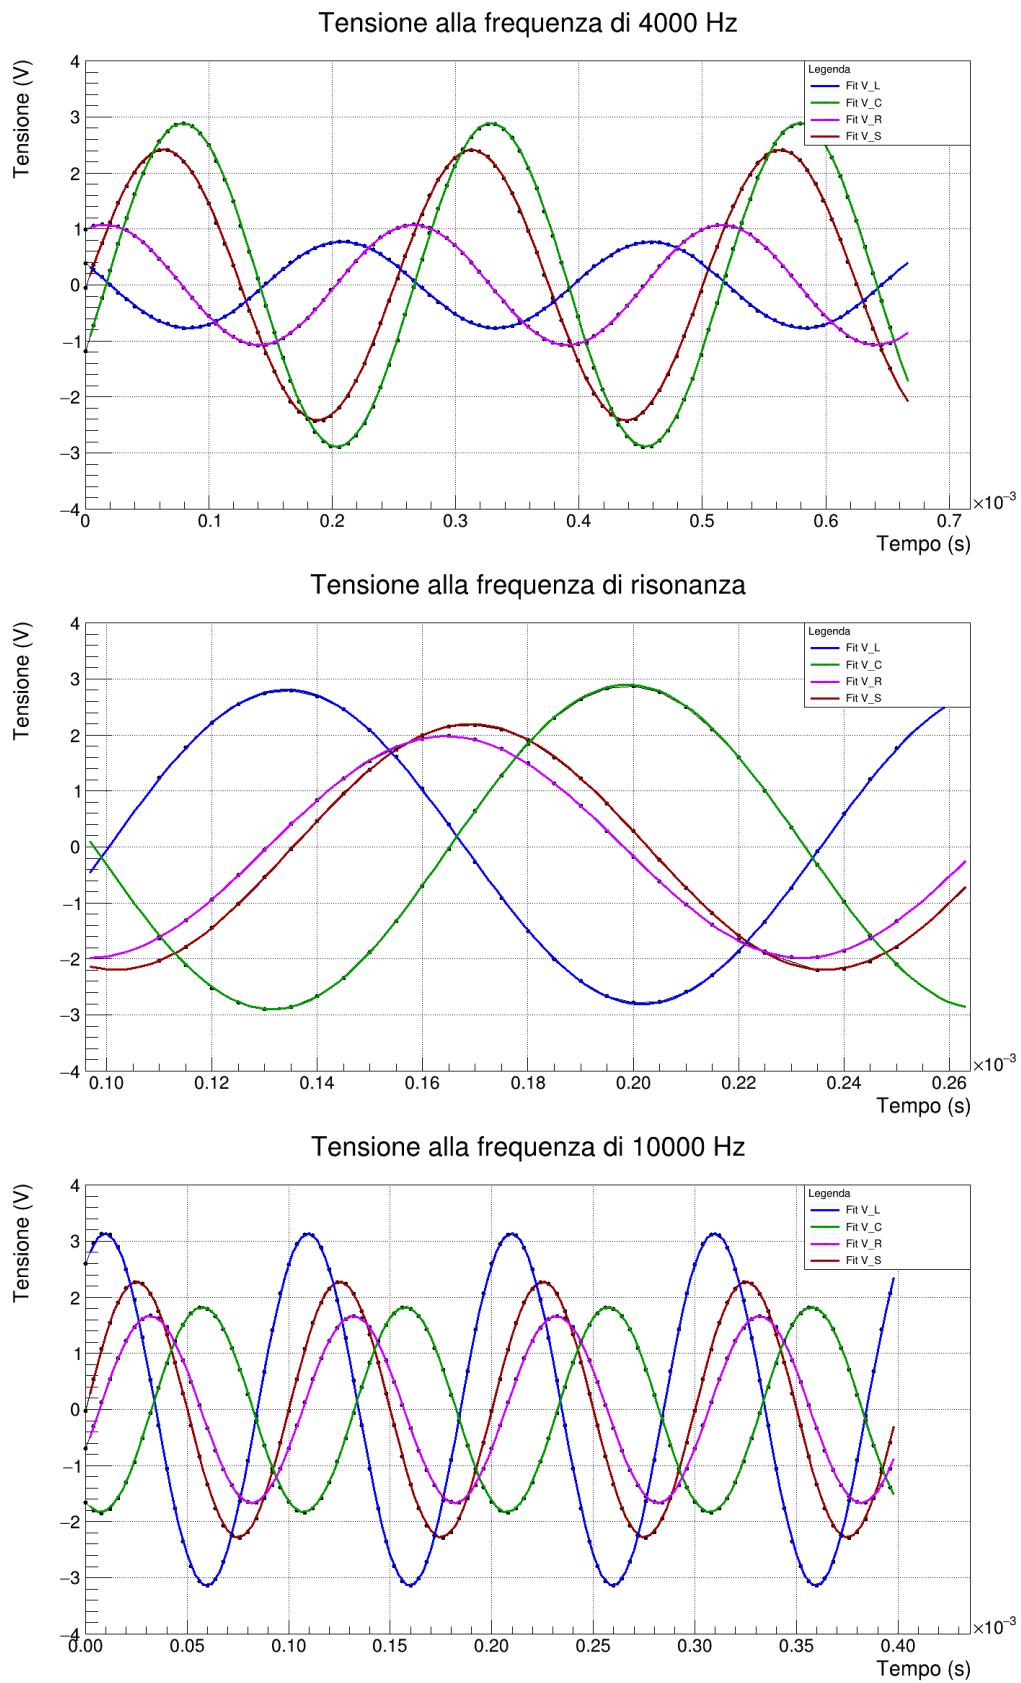 Tensione alla frequenza di 4000 Hz
Tensione (V)
Legenda
Fit V_L
Fit V_C
Fit V_R
Fit V_S
4
3
2
1
0
−1
−2
−3
−4
0 0.1 0.2 0.3 0.4 0.5 0.6 0.7
×10⁻³
Tempo (s)
Tensione alla frequenza di risonanza
Tensione (V)
Legenda
Fit V_L
Fit V_C
Fit V_R
Fit V_S
4
3
2
1
0
−1
−2
−3
−4
0.10 0.12 0.14 0.16 0.18 0.20 0.22 0.24 0.26
×10⁻³
Tempo (s)
Tensione alla frequenza di 10000 Hz
Tensione (V)
Legenda
Fit V_L
Fit V_C
Fit V_R
Fit V_S
4
3
2
1
0
−1
−2
−3
−4
0.00 0.05 0.10 0.15 0.20 0.25 0.30 0.35 0.40
×10⁻³
Tempo (s)